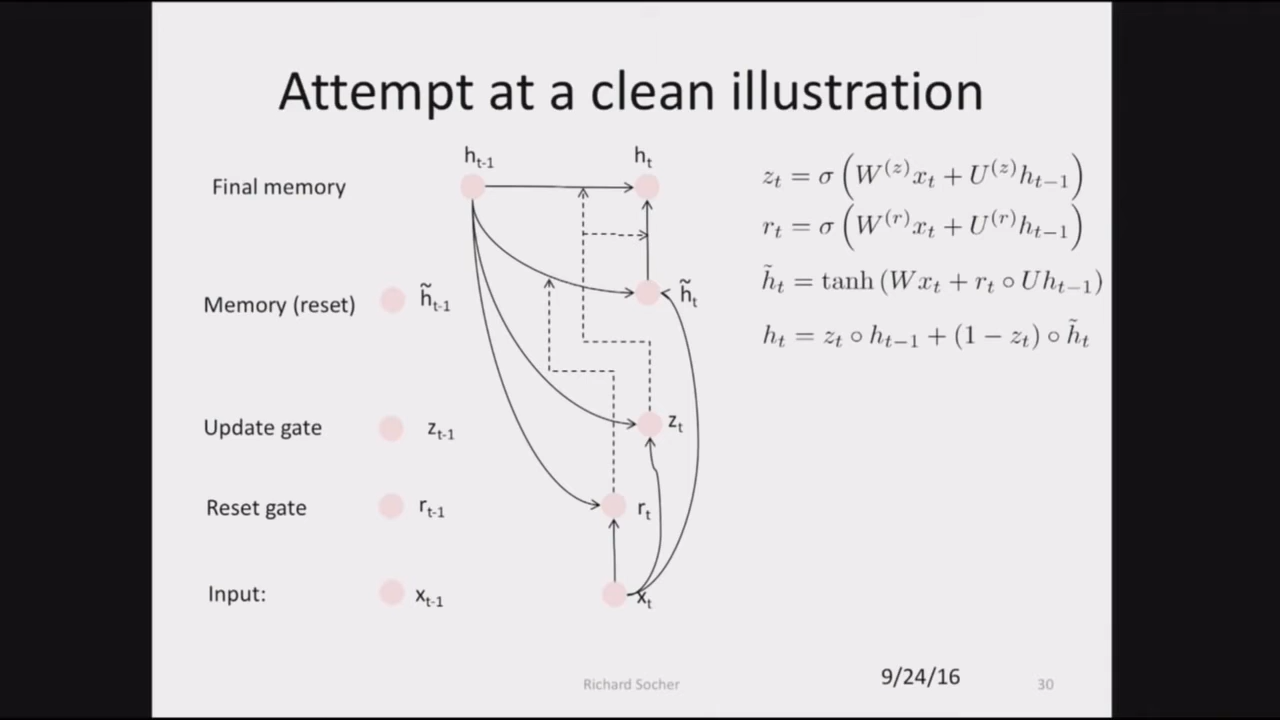 Attempt at a clean illustration
h_{t-1} h_t
Final memory
Memory (reset) h̃_{t-1} h̃_t
Update gate z_{t-1} z_t
Reset gate r_{t-1} r_t
Input: x_{t-1} x_t
z_t = σ(W^{(z)}x_t + U^{(z)}h_{t−1})
r_t = σ(W^{(r)}x_t + U^{(r)}h_{t−1})
h̃_t = tanh(Wx_t + r_t ∘ Uh_{t−1})
h_t = z_t ∘ h_{t−1} + (1 − z_t) ∘ h̃_t
Richard Socher 9/24/16 30